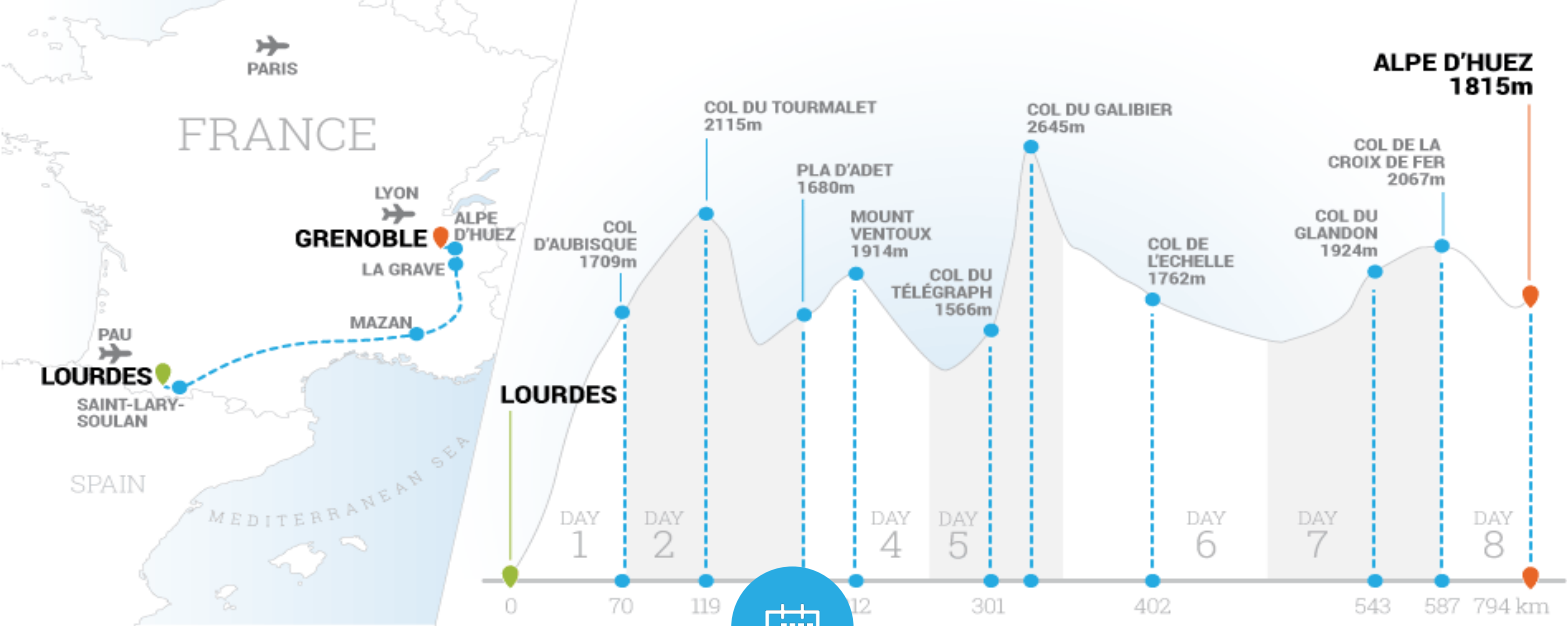 PARIS
FRANCE
LYON
GRENOBLE
ALPE
D'HUEZ
LA GRAVE
MAZAN
PAU
LOURDES
SAINT-LARY-
SOULAN
SPAIN
MEDITERRANEAN SEA
LOURDES
COL
D'AUBISQUE
1709m
COL DU TOURMALET
2115m
PLA D'ADET
1680m
MOUNT
VENTOUX
1914m
COL DU
TÉLÉGRAPH
1566m
COL DU GALIBIER
2645m
COL DE
L'ECHELLE
1762m
COL DU
GLANDON
1924m
COL DE LA
CROIX DE FER
2067m
ALPE D'HUEZ
1815m
DAY
1
DAY
2
DAY
4
DAY
5
DAY
6
DAY
7
DAY
8
0 70 119 301 402 543 587 794 km